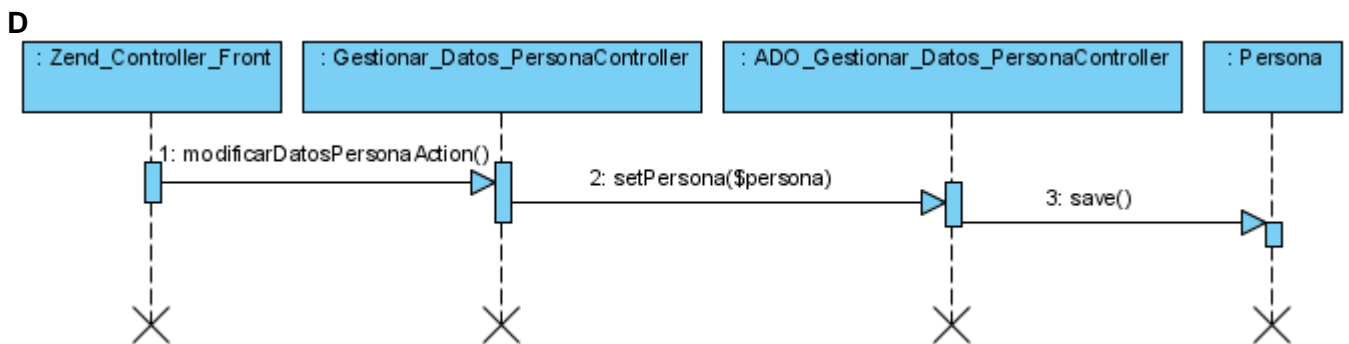 D
: Zend_Controller_Front
: Gestionar_Datos_PersonaController
: ADO_Gestionar_Datos_PersonaController
: Persona
1: modificarDatosPersonaAction()
2: setPersona($persona)
3: save()